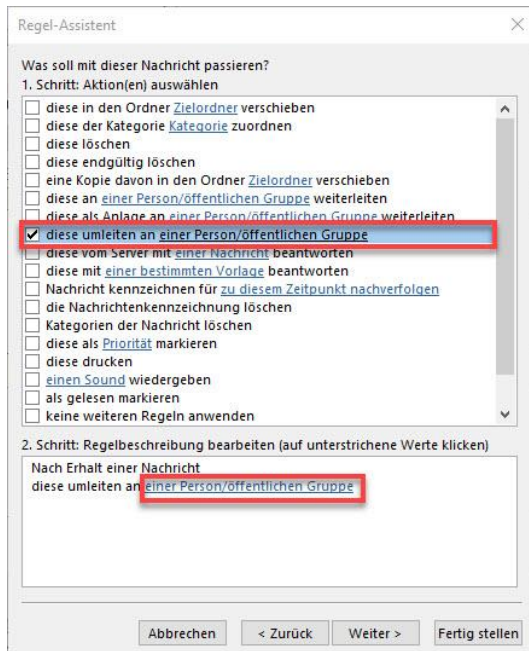 Regel-Assistent
Was soll mit dieser Nachricht passieren?
1. Schritt: Aktion(en) auswählen
diese in den Ordner Zielordner verschieben
diese der Kategorie Kategorie zuordnen
diese löschen
diese endgültig löschen
eine Kopie davon in den Ordner Zielordner verschieben
diese an einer Person/öffentlichen Gruppe weiterleiten
diese als Anlage an einer Person/öffentlichen Gruppe weiterleiten
diese umleiten an einer Person/öffentlichen Gruppe
diese vom Server mit einer Nachricht beantworten
diese mit einer bestimmten Vorlage beantworten
Nachricht kennzeichnen für zu diesem Zeitpunkt nachverfolgen
die Nachrichtenkennzeichnung löschen
Kategorien der Nachricht löschen
diese als Priorität markieren
diese drucken
einen Sound wiedergeben
als gelesen markieren
keine weiteren Regeln anwenden
2. Schritt: Regelbeschreibung bearbeiten (auf unterstrichene Werte klicken)
Nach Erhalt einer Nachricht
diese umleiten an einer Person/öffentlichen Gruppe
Abbrechen < Zurück Weiter > Fertig stellen